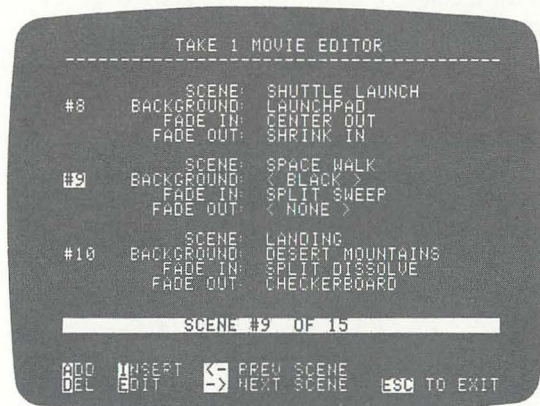 TAKE 1 MOVIE EDITOR
SCENE: SHUTTLE LAUNCH
#8 BACKGROUND: LAUNCHPAD
FADE IN: CENTER OUT
FADE OUT: SHRINK IN
SCENE: SPACE WALK
#9 BACKGROUND: < BLACK >
FADE IN: SPLIT SWEEP
FADE OUT: < NONE >
SCENE: LANDING
#10 BACKGROUND: DESERT MOUNTAINS
FADE IN: SPLIT DISSOLVE
FADE OUT: CHECKERBOARD
SCENE #9 OF 15
ADD INSERT <- PREV SCENE
DEL EDIT -> NEXT SCENE ESC TO EXIT